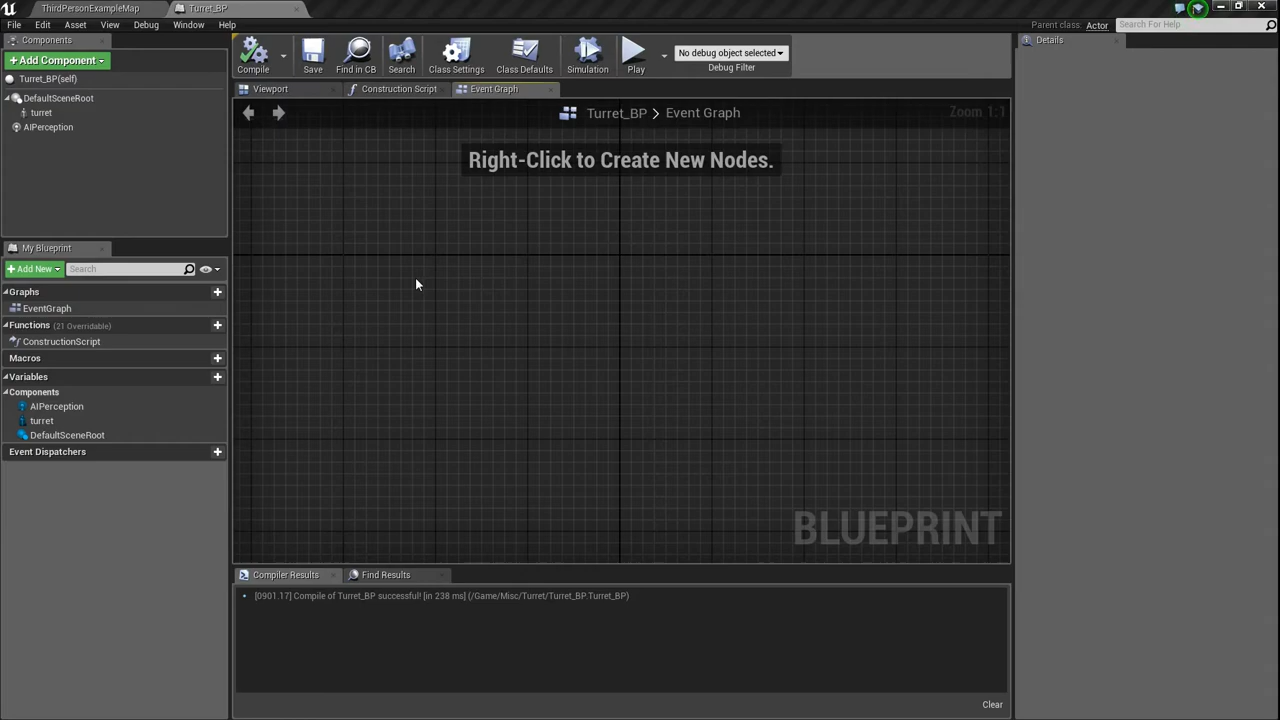 ThirdPersonExampleMap
Turret_BP
File Edit Asset View Debug Window Help
Parent class: Actor
Search For Help
Components
+Add Component
Turret_BP(self)
DefaultSceneRoot
turret
AIPerception
My Blueprint
+Add New
Search
Graphs
EventGraph
Functions (21 Overridable)
ConstructionScript
Macros
Variables
Components
AIPerception
turret
DefaultSceneRoot
Event Dispatchers
Compile
Save
Find in CB
Search
Class Settings
Class Defaults
Simulation
Play
No debug object selected
Debug Filter
Viewport
Construction Script
Event Graph
Turret_BP > Event Graph
Zoom 1:1
Right-Click to Create New Nodes.
BLUEPRINT
Compiler Results
Find Results
[0901.17] Compile of Turret_BP successful! [in 238 ms] (/Game/Misc/Turret/Turret_BP.Turret_BP)
Clear
Details